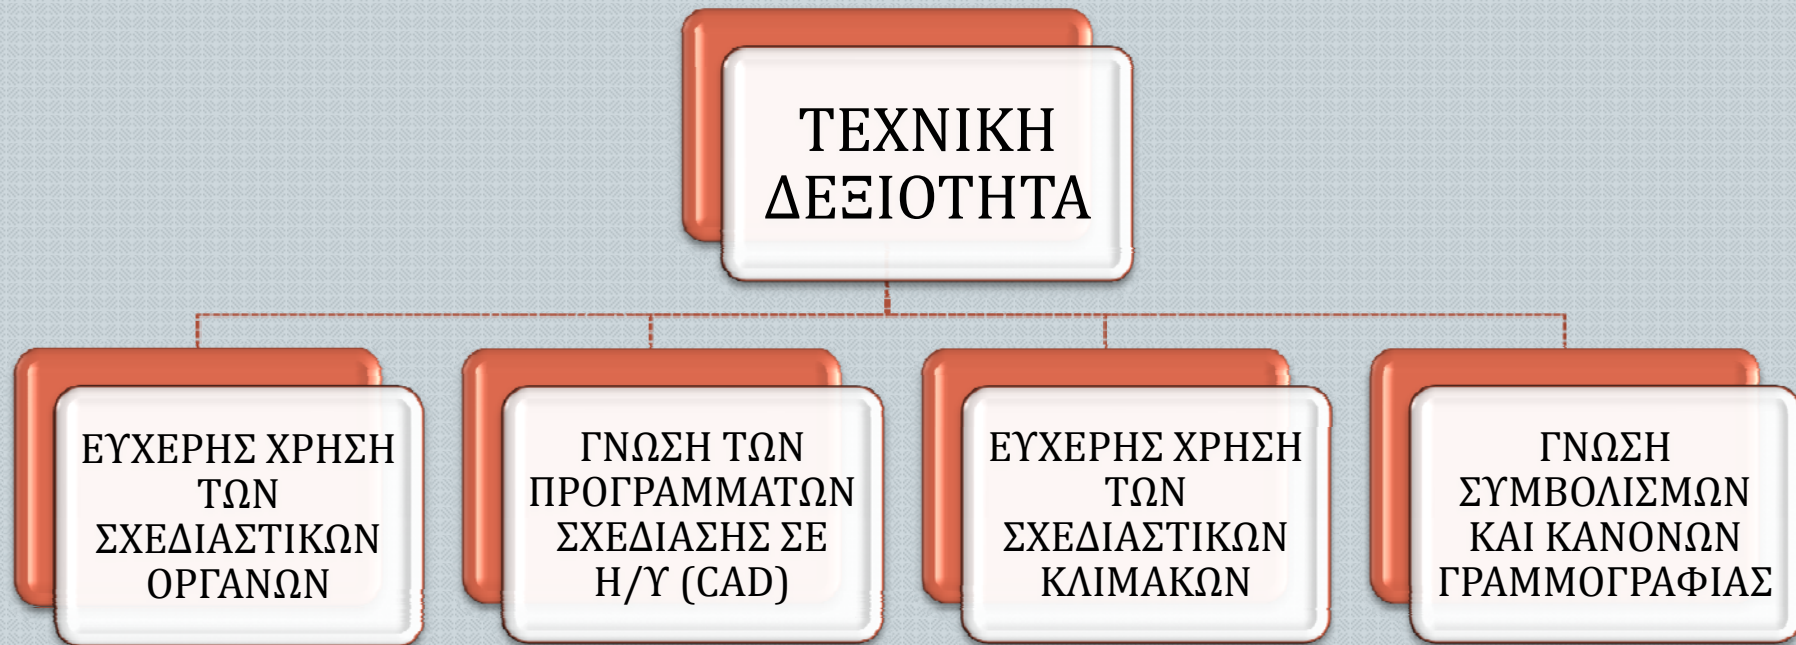 ΤΕΧΝΙΚΗ
ΔΕΞΙΟΤΗΤΑ
ΕΥΧΕΡΗΣ ΧΡΗΣΗ
ΤΩΝ
ΣΧΕΔΙΑΣΤΙΚΩΝ
ΟΡΓΑΝΩΝ
ΓΝΩΣΗ ΤΩΝ
ΠΡΟΓΡΑΜΜΑΤΩΝ
ΣΧΕΔΙΑΣΗΣ ΣΕ
Η/Υ (CAD)
ΕΥΧΕΡΗΣ ΧΡΗΣΗ
ΤΩΝ
ΣΧΕΔΙΑΣΤΙΚΩΝ
ΚΛΙΜΑΚΩΝ
ΓΝΩΣΗ
ΣΥΜΒΟΛΙΣΜΩΝ
ΚΑΙ ΚΑΝΟΝΩΝ
ΓΡΑΜΜΟΓΡΑΦΙΑΣ